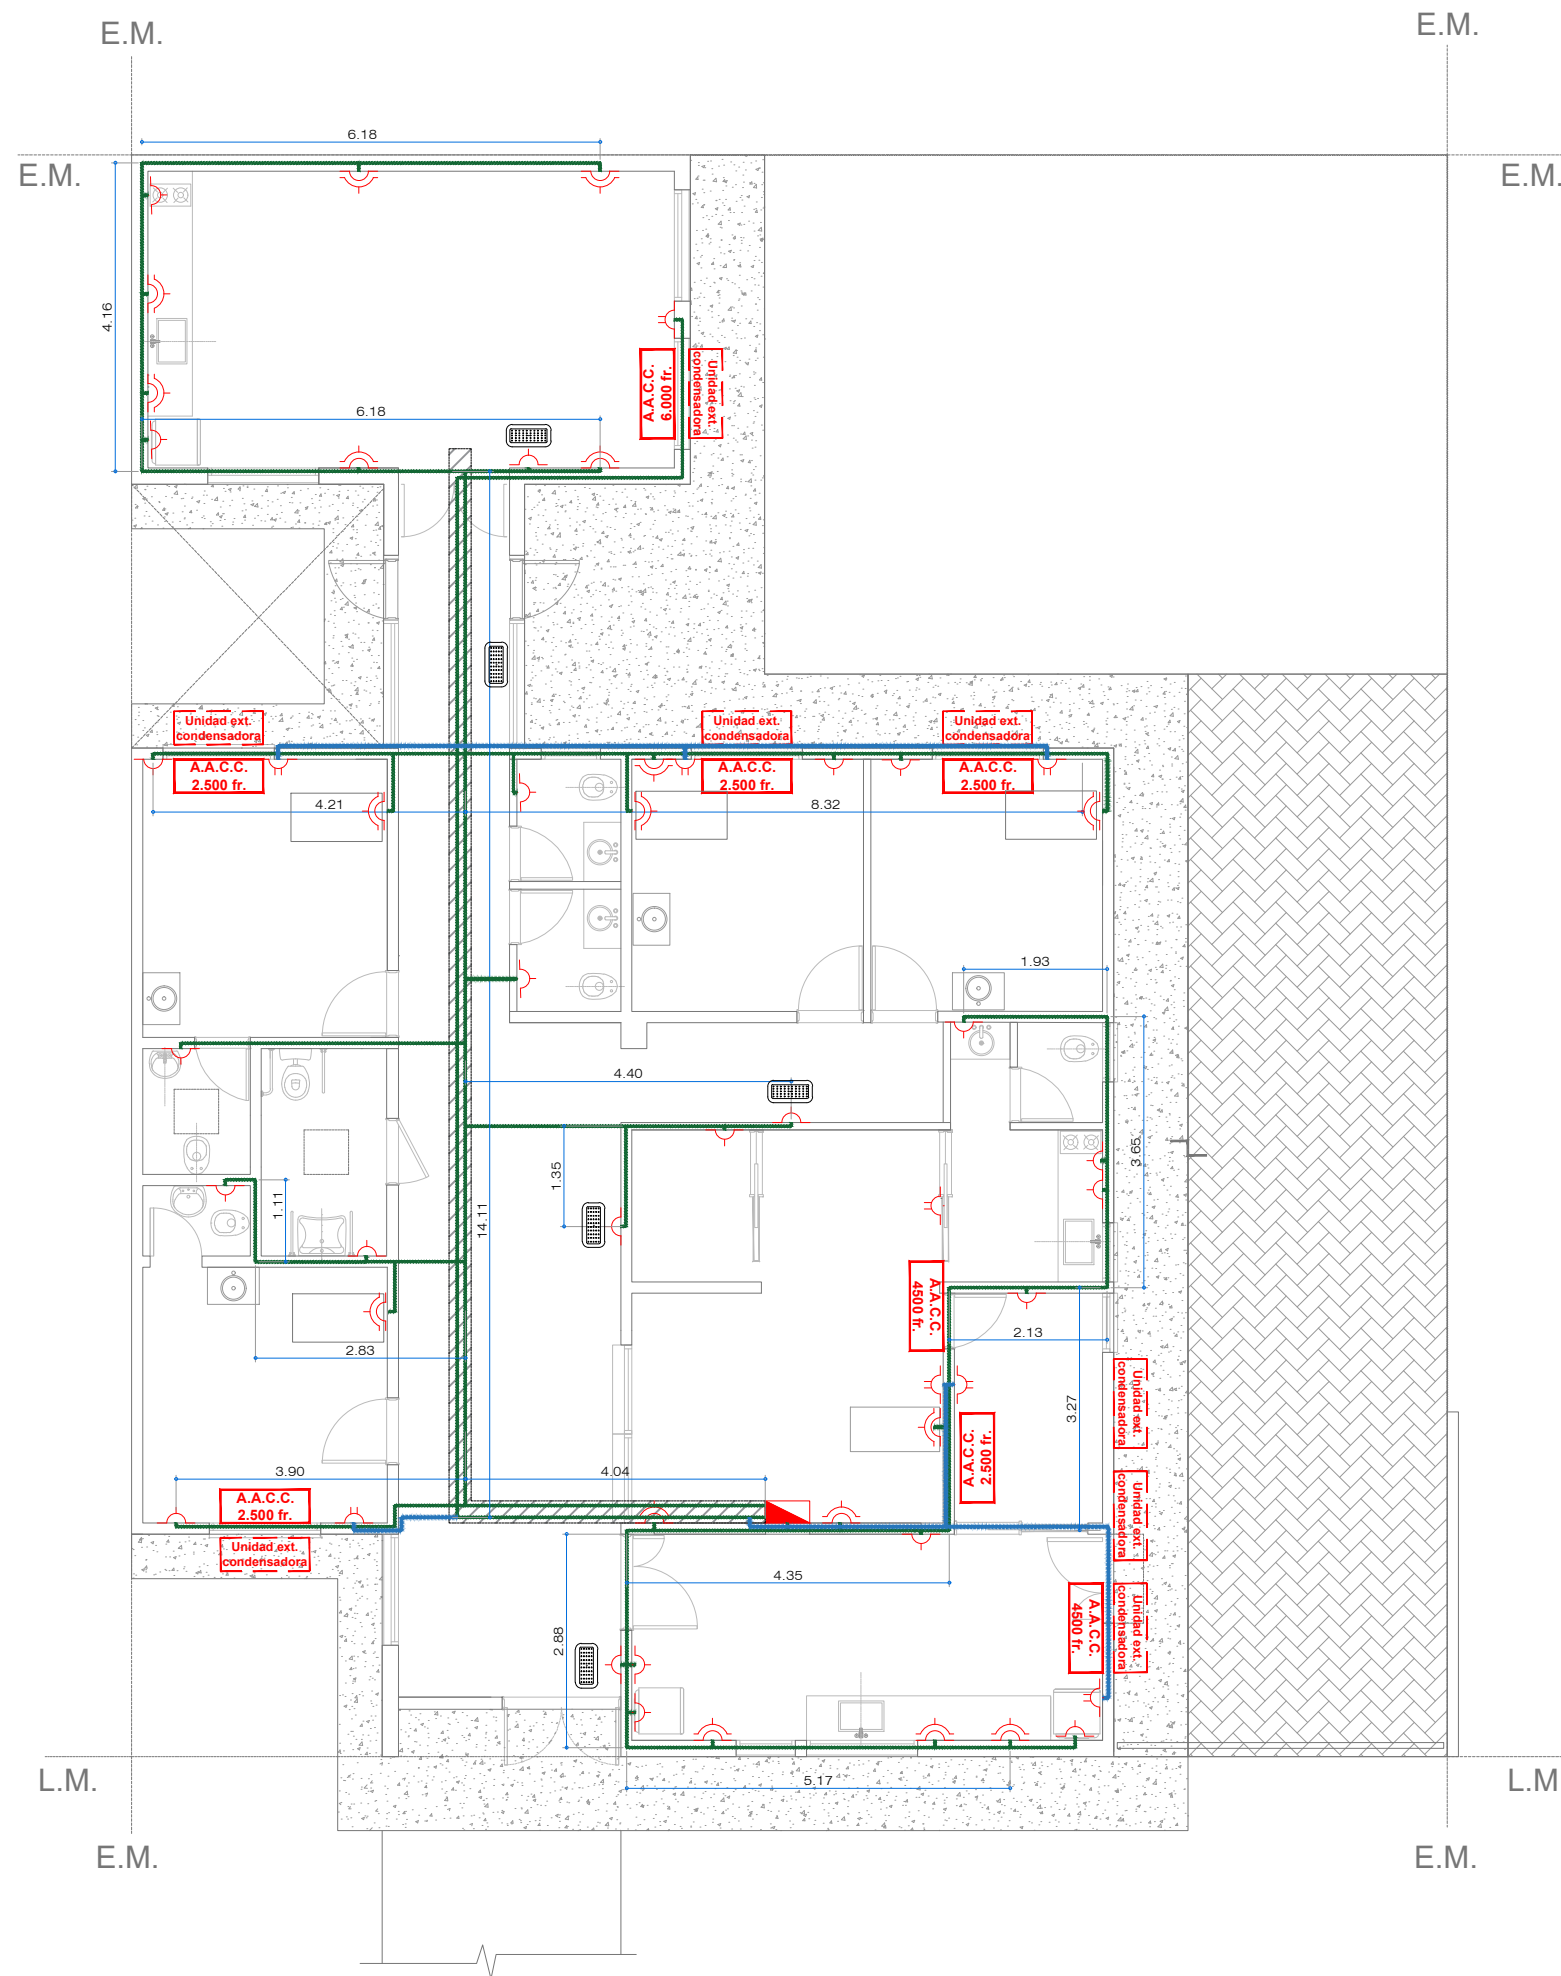 E.M.
E.M.
E.M.
E.M.
6.18
4.16
A.A.C.C.
6.000 fr.
Unidad ext.
condensadora
6.18
Unidad ext.
condensadora
Unidad ext.
condensadora
Unidad ext.
condensadora
A.A.C.C.
2.500 fr.
A.A.C.C.
2.500 fr.
A.A.C.C.
2.500 fr.
4.21
8.32
1.93
4.40
3.65
1.35
1.11
14.11
A.A.C.C.
4500 fr.
2.13
2.83
Unidad ext.
condensadora
3.27
A.A.C.C.
2.500 fr.
3.90
4.04
A.A.C.C.
2.500 fr.
Unidad ext.
condensadora
Unidad ext.
condensadora
4.35
A.A.C.C.
4500 fr.
Unidad ext.
condensadora
2.88
5.17
L.M.
L.M
E.M.
E.M.